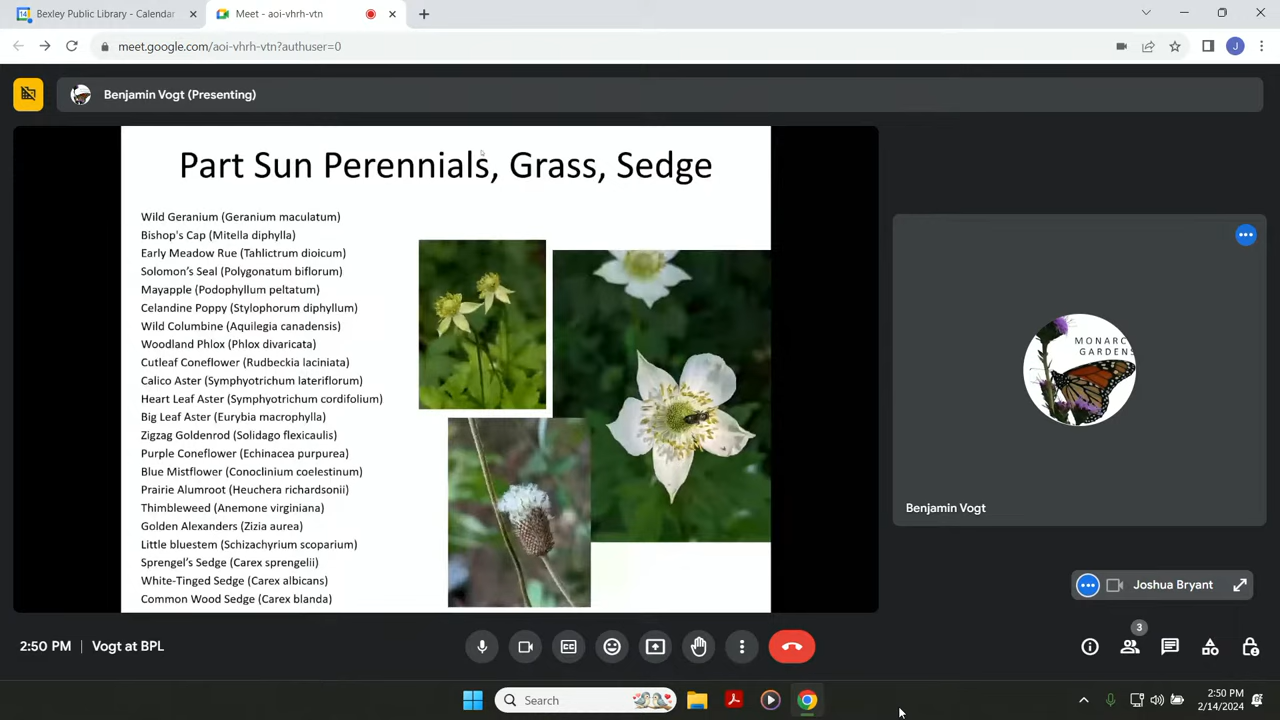 Bexley Public Library - Calendar
Meet - aoi-vhrh-vtn
meet.google.com/aoi-vhrh-vtn?authuser=0
J
Benjamin Vogt (Presenting)
Part Sun Perennials, Grass, Sedge
Wild Geranium (Geranium maculatum)
Bishop's Cap (Mitella diphylla)
Early Meadow Rue (Tahlictrum dioicum)
Solomon's Seal (Polygonatum biflorum)
Mayapple (Podophyllum peltatum)
Celandine Poppy (Stylophorum diphyllum)
Wild Columbine (Aquilegia canadensis)
Woodland Phlox (Phlox divaricata)
Cutleaf Coneflower (Rudbeckia laciniata)
Calico Aster (Symphyotrichum lateriflorum)
Heart Leaf Aster (Symphyotrichum cordifolium)
Big Leaf Aster (Eurybia macrophylla)
Zigzag Goldenrod (Solidago flexicaulis)
Purple Coneflower (Echinacea purpurea)
Blue Mistflower (Conoclinium coelestinum)
Prairie Alumroot (Heuchera richardsonii)
Thimbleweed (Anemone virginiana)
Golden Alexanders (Zizia aurea)
Little bluestem (Schizachyrium scoparium)
Sprengel's Sedge (Carex sprengelii)
White-Tinged Sedge (Carex albicans)
Common Wood Sedge (Carex blanda)
MONARC
GARDENS
Benjamin Vogt
Joshua Bryant
2:50 PM | Vogt at BPL
3
Search
2:50 PM
2/14/2024